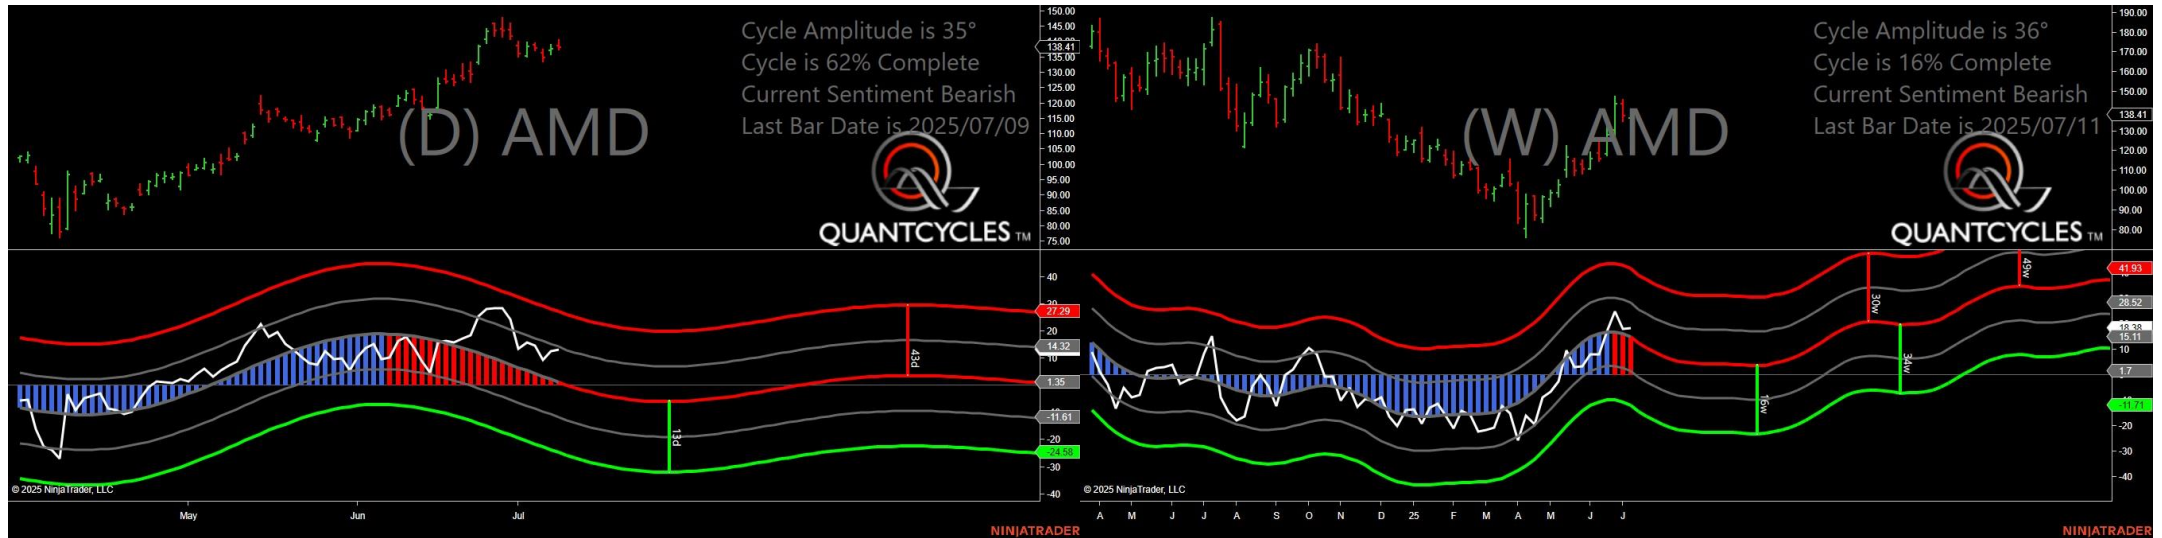 Cycle Amplitude is 35°
Cycle is 62% Complete
Current Sentiment Bearish
Last Bar Date is 2025/07/09
(D) AMD
QUANTCYCLES TM
150.00
145.00
138.41
135.00
130.00
125.00
120.00
115.00
110.00
105.00
100.00
95.00
90.00
85.00
80.00
75.00
40
27.29
20
14.32
10
1.35
-11.61
-20
-24.58
-30
-40
43d
13d
© 2025 NinjaTrader, LLC
May Jun Jul
NINJATRADER
Cycle Amplitude is 36°
Cycle is 16% Complete
Current Sentiment Bearish
Last Bar Date is 2025/07/11
(W) AMD
QUANTCYCLES TM
190.00
180.00
170.00
160.00
150.00
138.41
130.00
120.00
110.00
100.00
90.00
80.00
41.93
28.52
18.38
15.11
10
1.7
-11.71
-20
-30
-40
30w
49w
16w
34w
© 2025 NinjaTrader, LLC
A M J J A S O N D 25 F M A M J J
NINJATRADER